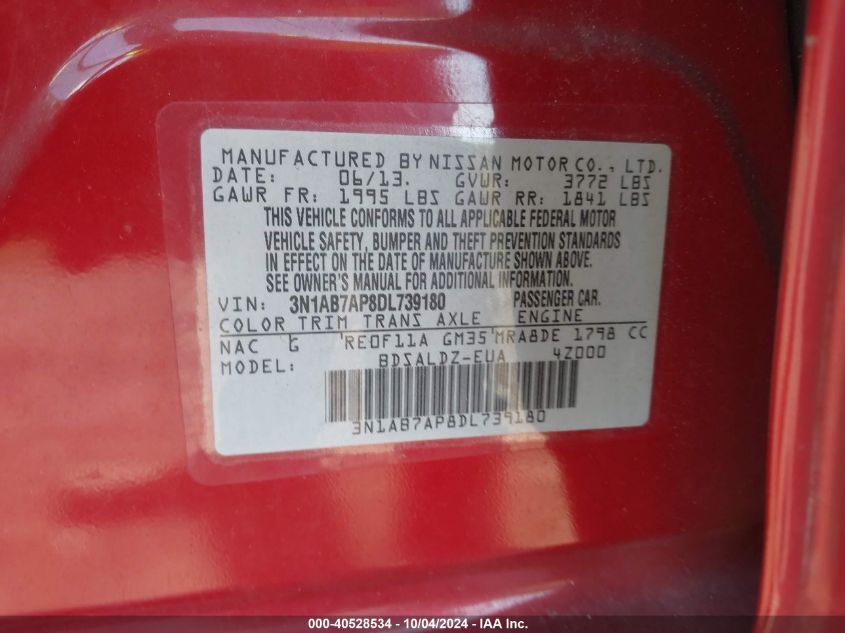 MANUFACTURED BY NISSAN MOTOR CO., LTD.
DATE: 06/13. GVWR: 3772 LBS
GAWR FR: 1995 LBS GAWR RR: 1841 LBS
THIS VEHICLE CONFORMS TO ALL APPLICABLE FEDERAL MOTOR
VEHICLE SAFETY, BUMPER AND THEFT PREVENTION STANDARDS
IN EFFECT ON THE DATE OF MANUFACTURE SHOWN ABOVE.
SEE OWNER'S MANUAL FOR ADDITIONAL INFORMATION.
VIN: 3N1AB7AP8DL739180 PASSENGER CAR.
COLOR TRIM TRANS AXLE ENGINE
NAC G RE0F11A GM35 MRA8DE 1798 CC
MODEL: BDSALDZ-EUA 4Z000
3N1AB7AP8DL739180
000-40528534 - 10/04/2024 - IAA Inc.